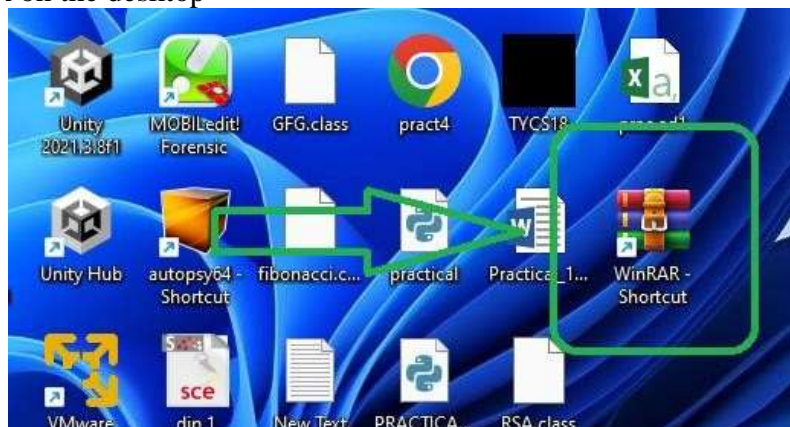 on the desktop
Unity
2021.3.8f1
MOBILedit!
Forensic
GFG.class
pract4
TYCS18
X a,
Unity Hub
autopsy64 -
Shortcut
fibonacci.c...
practical
W
Practical_1...
WinRAR -
Shortcut
sce
VMware
din 1
New Text
PRACTICA...
RSA class